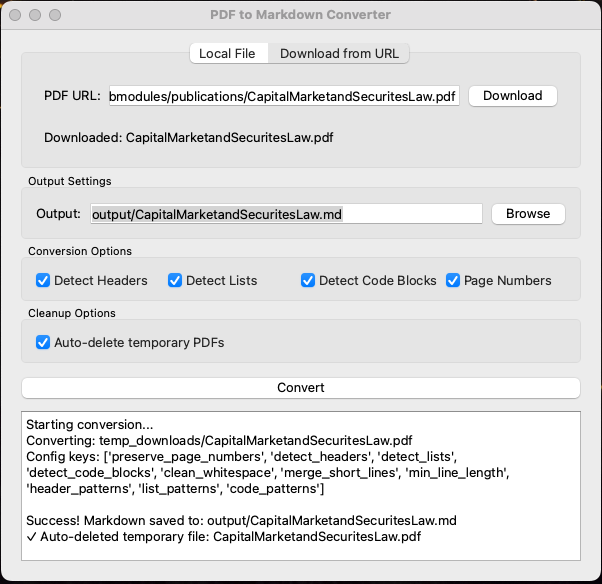 PDF to Markdown Converter
Local File
Download from URL
PDF URL: bmodules/publications/CapitalMarketandSecuritesLaw.pdf Download
Downloaded: CapitalMarketandSecuritesLaw.pdf
Output Settings
Output: output/CapitalMarketandSecuritesLaw.md Browse
Conversion Options
Detect Headers Detect Lists Detect Code Blocks Page Numbers
Cleanup Options
Auto-delete temporary PDFs
Convert
Starting conversion...
Converting: temp_downloads/CapitalMarketandSecuritesLaw.pdf
Config keys: ['preserve_page_numbers', 'detect_headers', 'detect_lists',
'detect_code_blocks', 'clean_whitespace', 'merge_short_lines', 'min_line_length',
'header_patterns', 'list_patterns', 'code_patterns']
Success! Markdown saved to: output/CapitalMarketandSecuritesLaw.md
✓ Auto-deleted temporary file: CapitalMarketandSecuritesLaw.pdf